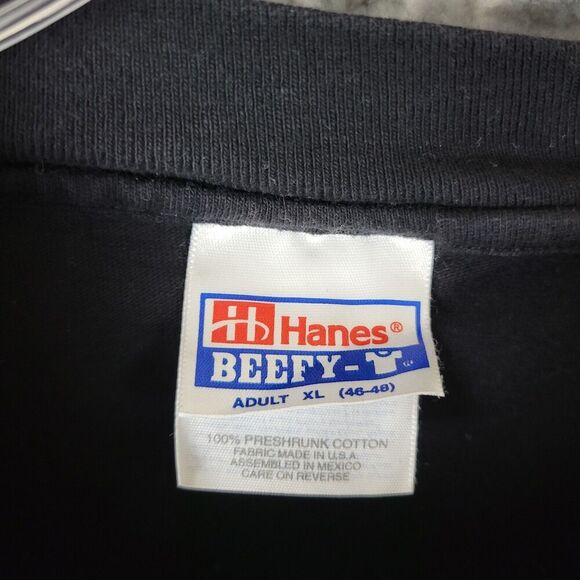 Hanes®
BEEFY-T
ADULT XL (46-48)
100% PRESHRUNK COTTON
FABRIC MADE IN U.S.A.
ASSEMBLED IN MEXICO
CARE ON REVERSE